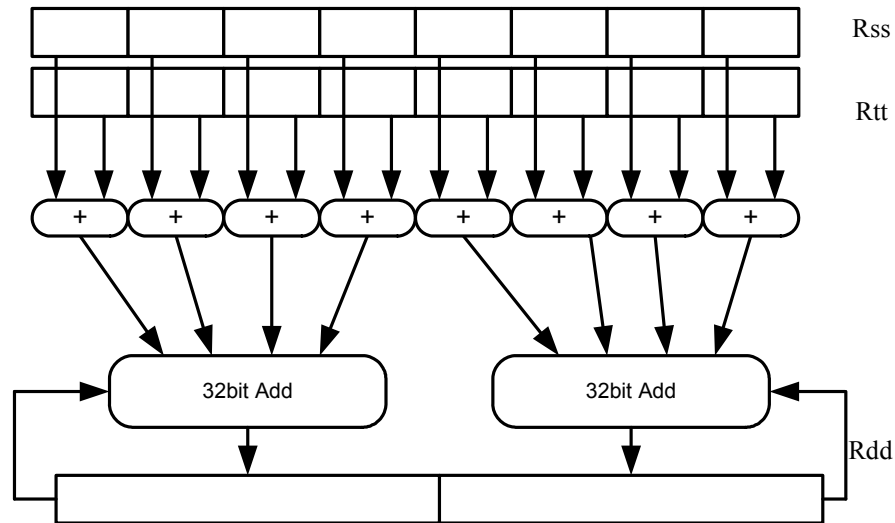 Rss
Rtt
+ + + + + + + +
32bit Add 32bit Add
Rdd